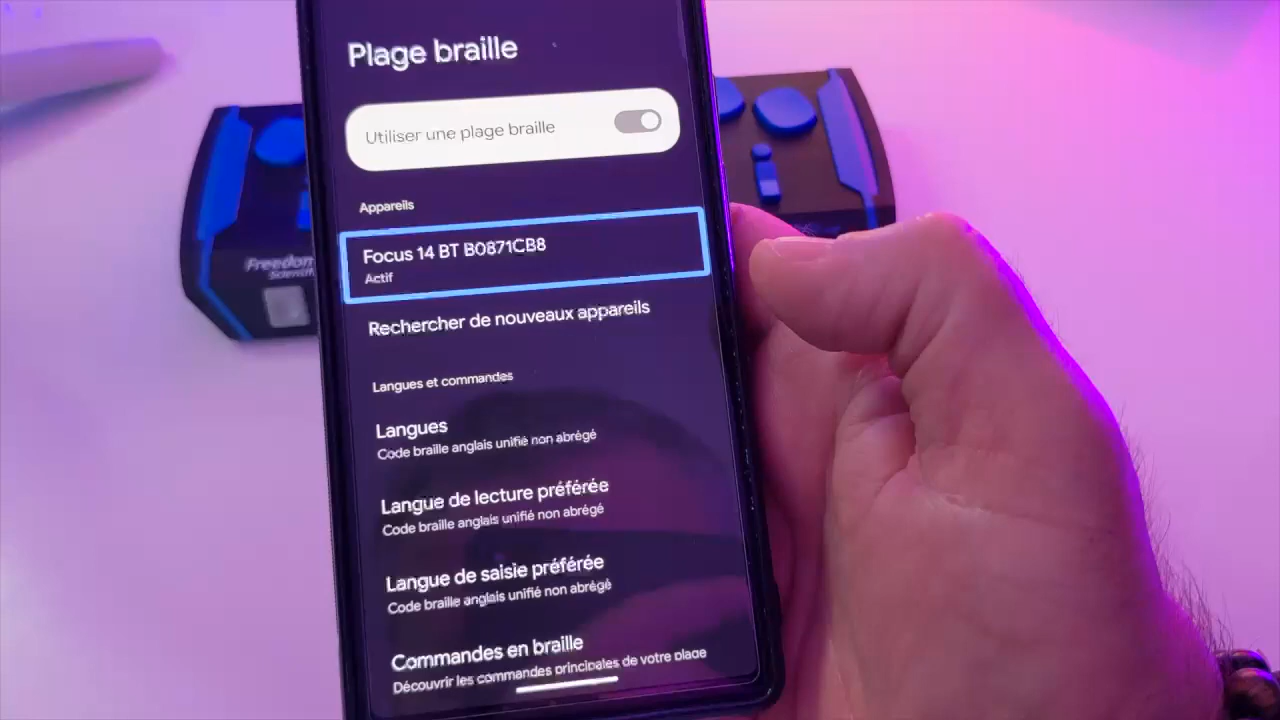 Plage braille
Utiliser une plage braille
Appareils
Focus 14 BT B0871CB8
Actif
Rechercher de nouveaux appareils
Langues et commandes
Langues
Code braille anglais unifié non abrégé
Langue de lecture préférée
Code braille anglais unifié non abrégé
Langue de saisie préférée
Code braille anglais unifié non abrégé
Commandes en braille
Découvrir les commandes principales de votre plage
Freedom